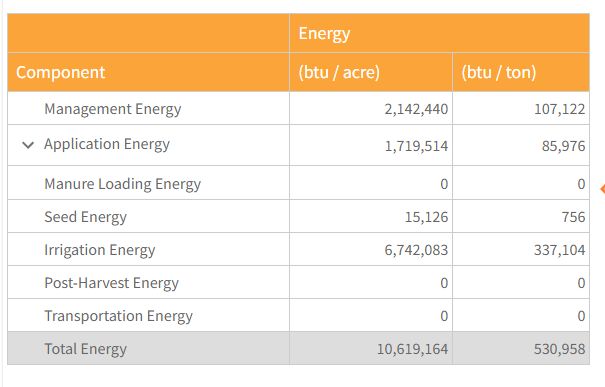 Energy
Component (btu / acre) (btu / ton)
Management Energy 2,142,440 107,122
Application Energy 1,719,514 85,976
Manure Loading Energy 0 0
Seed Energy 15,126 756
Irrigation Energy 6,742,083 337,104
Post-Harvest Energy 0 0
Transportation Energy 0 0
Total Energy 10,619,164 530,958